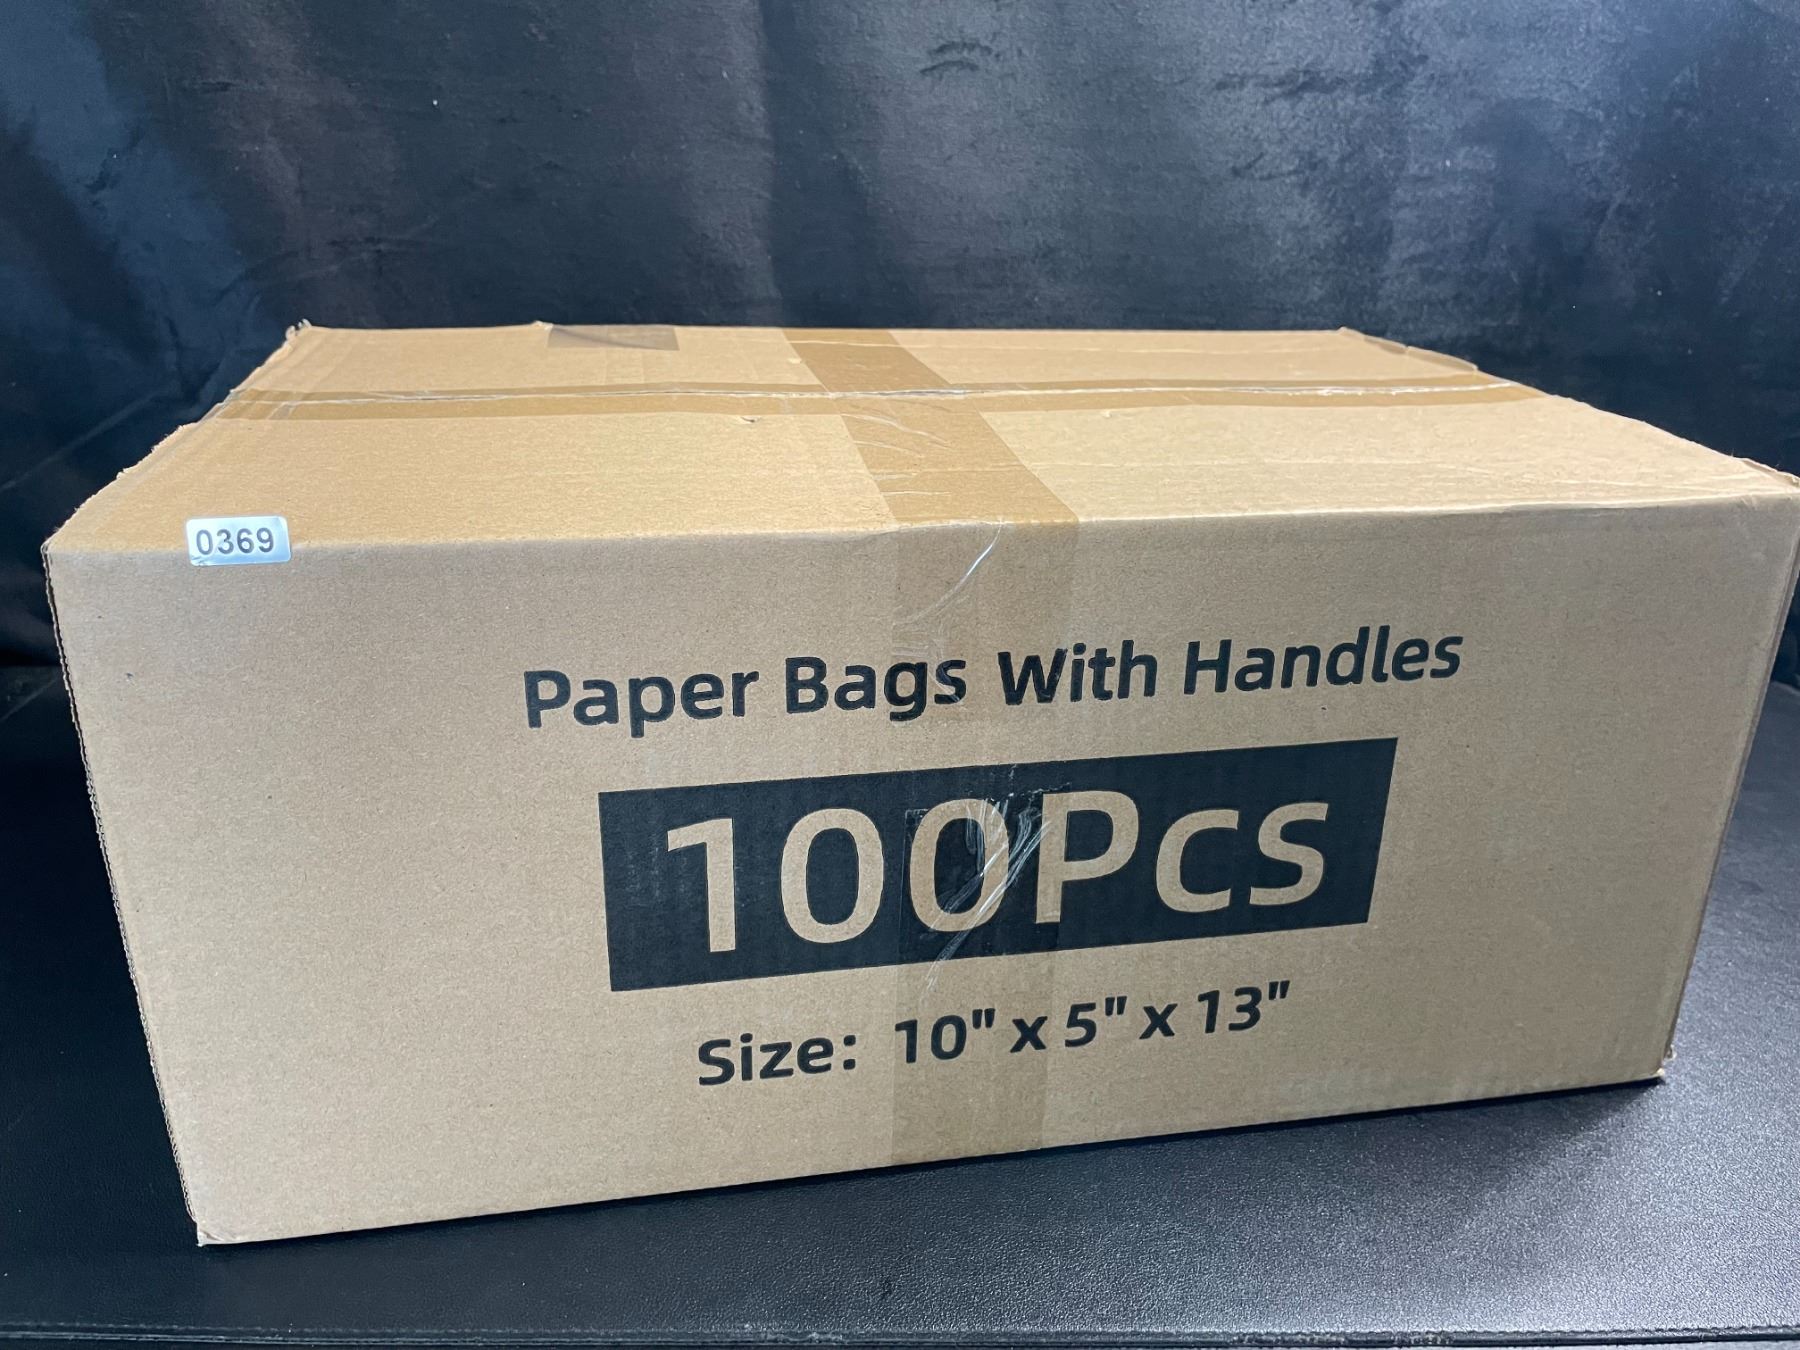 0369
Paper Bags With Handles
100Pcs
Size: 10" x 5" x 13"